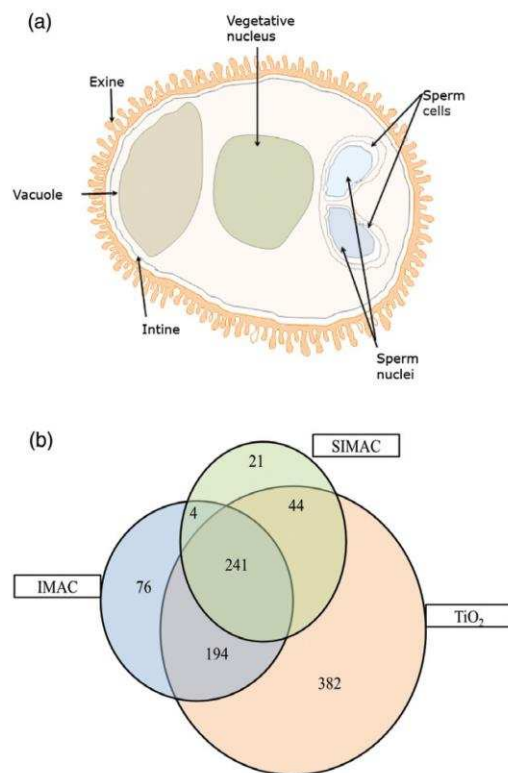 (a)
Vegetative
nucleus
Exine
Sperm
cells
Vacuole
Intine
Sperm
nuclei
(b)
SIMAC
21
4
44
241
IMAC
76
TiO₂
194
382